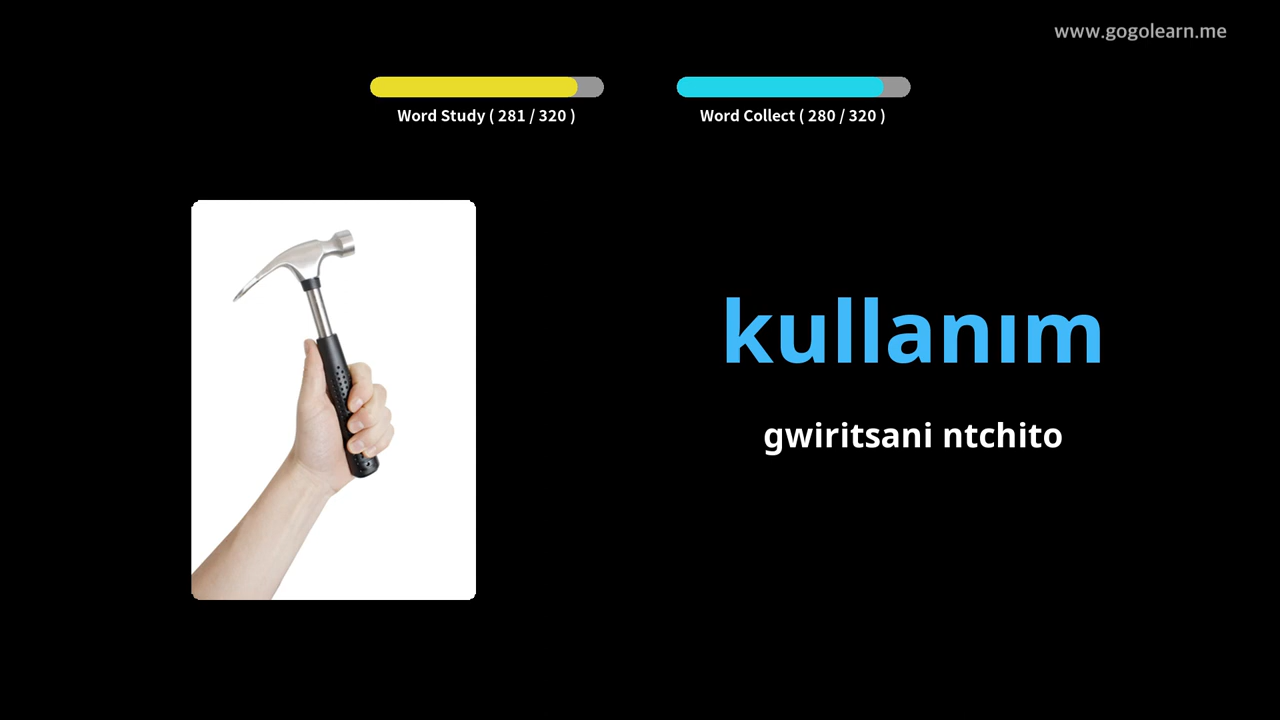 www.gogolearn.me
Word Study ( 281 / 320 )
Word Collect ( 280 / 320 )
kullanım
gwiritsani ntchito